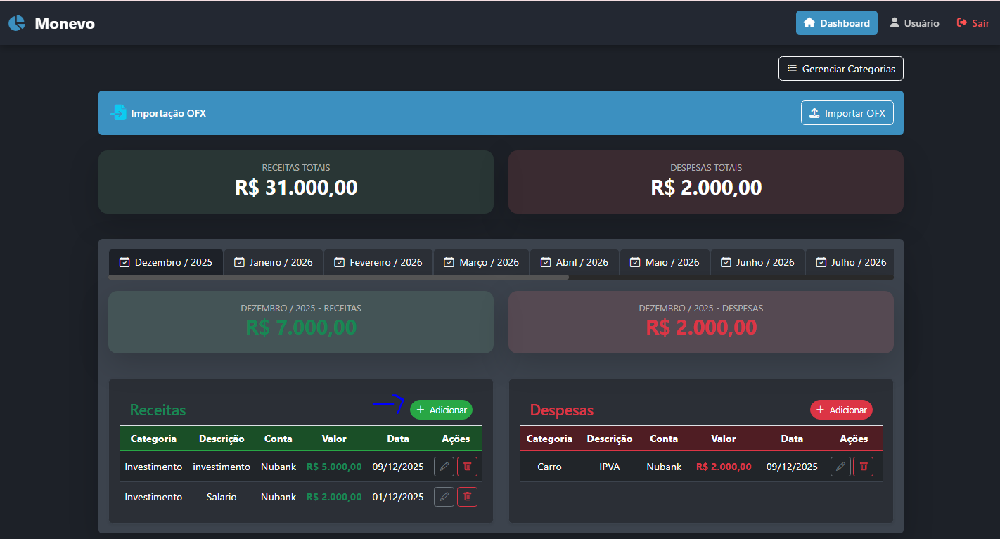 Monevo
Dashboard Usuário Sair
Gerenciar Categorias
Importação OFX Importar OFX
RECEITAS TOTAIS
R$ 31.000,00
DESPESAS TOTAIS
R$ 2.000,00
Dezembro / 2025 Janeiro / 2026 Fevereiro / 2026 Março / 2026 Abril / 2026 Maio / 2026 Junho / 2026 Julho / 2026
DEZEMBRO / 2025 - RECEITAS
R$ 7.000,00
DEZEMBRO / 2025 - DESPESAS
R$ 2.000,00
Receitas + Adicionar
Categoria Descrição Conta Valor Data Ações
Investimento investimento Nubank R$ 5.000,00 09/12/2025
Investimento Salario Nubank R$ 2.000,00 01/12/2025
Despesas + Adicionar
Categoria Descrição Conta Valor Data Ações
Carro IPVA Nubank R$ 2.000,00 09/12/2025